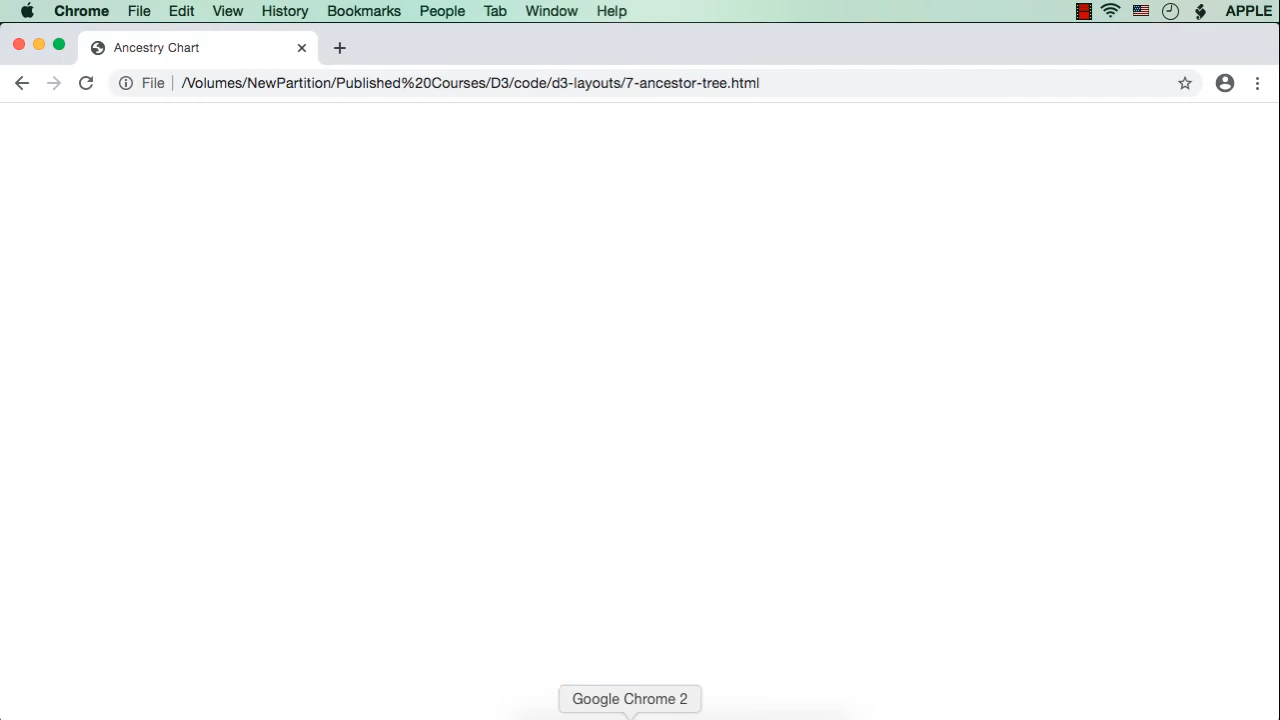 Chrome File Edit View History Bookmarks People Tab Window Help APPLE
Ancestry Chart
File /Volumes/NewPartition/Published%20Courses/D3/code/d3-layouts/7-ancestor-tree.html
Google Chrome 2